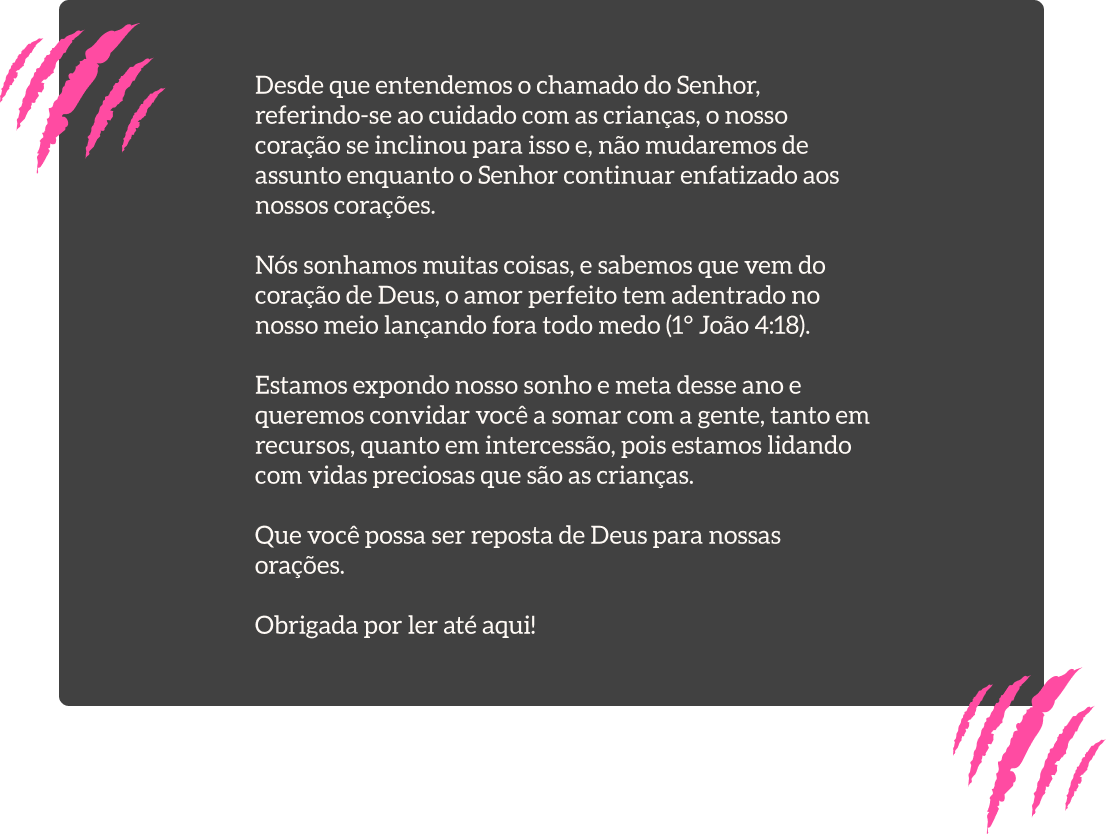 Desde que entendemos o chamado do Senhor,
referindo-se ao cuidado com as crianças, o nosso
coração se inclinou para isso e, não mudaremos de
assunto enquanto o Senhor continuar enfatizado aos
nossos corações.
Nós sonhamos muitas coisas, e sabemos que vem do
coração de Deus, o amor perfeito tem adentrado no
nosso meio lançando fora todo medo (1° João 4:18).
Estamos expondo nosso sonho e meta desse ano e
queremos convidar você a somar com a gente, tanto em
recursos, quanto em intercessão, pois estamos lidando
com vidas preciosas que são as crianças.
Que você possa ser reposta de Deus para nossas
orações.
Obrigada por ler até aqui!